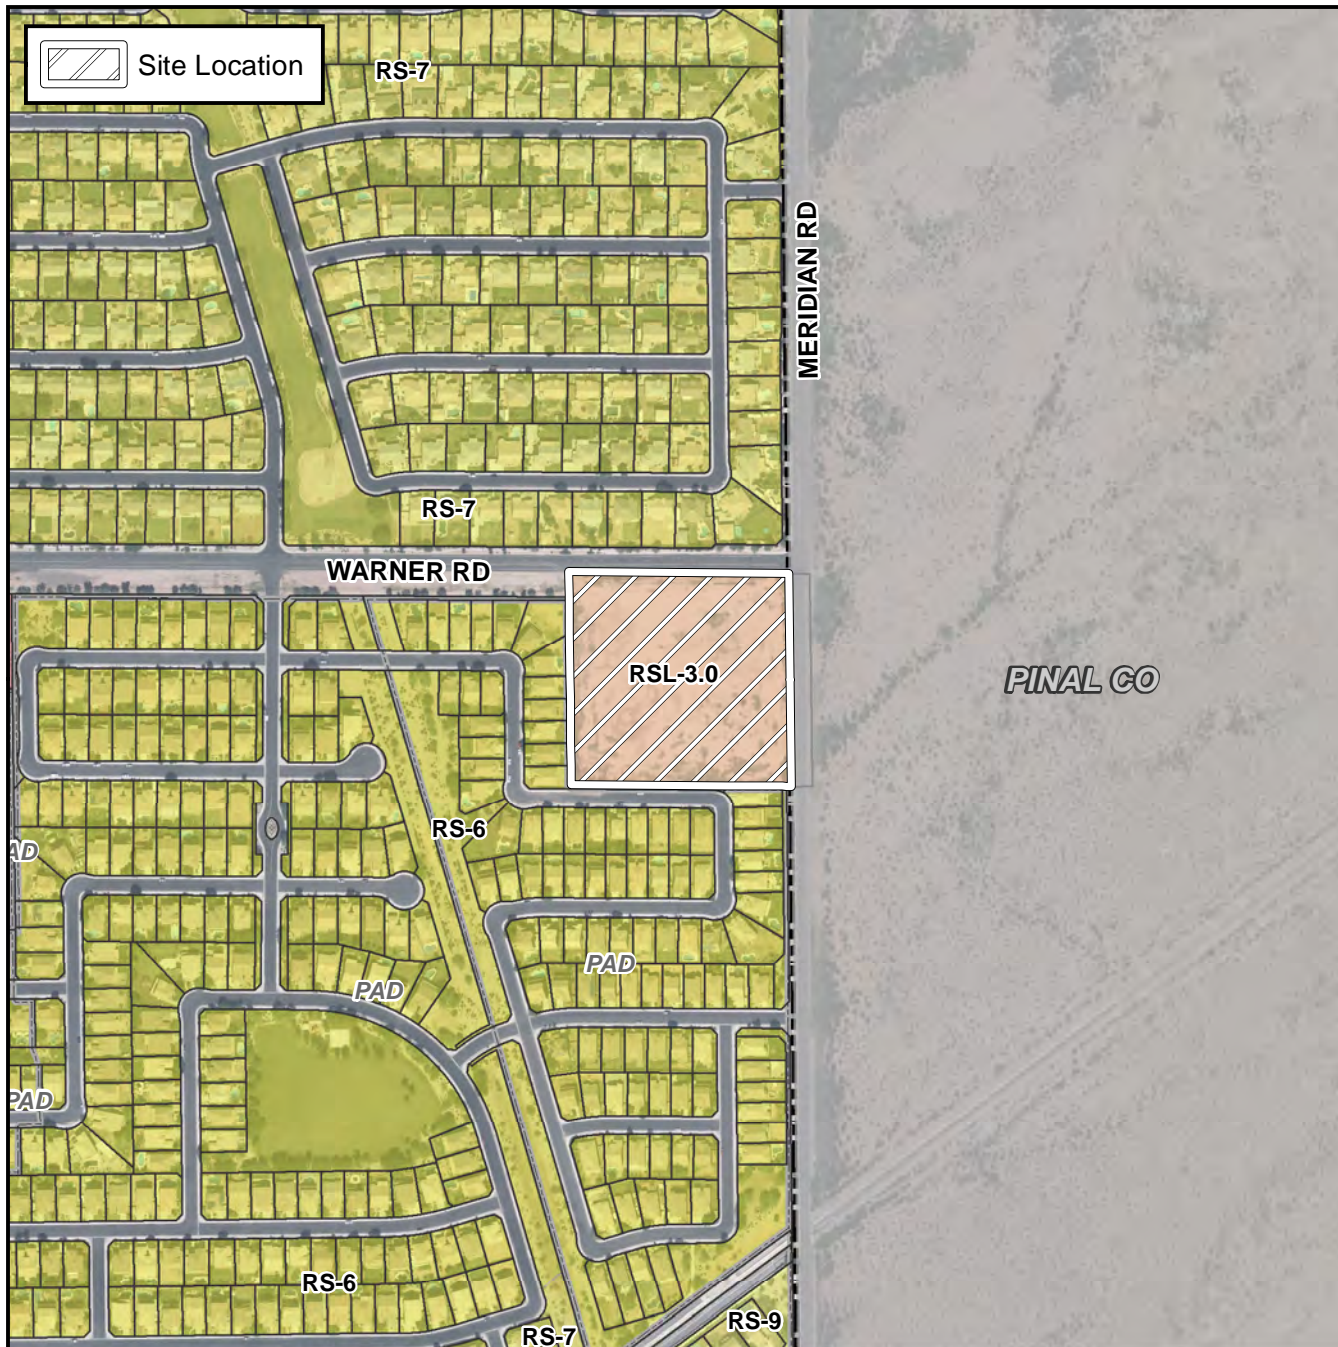 Site Location
RS-7
MERIDIAN RD
RS-7
WARNER RD
RSL-3.0
PINAL CO
RS-6
AD
PAD
PAD
PAD
RS-6
RS-9
RS-7